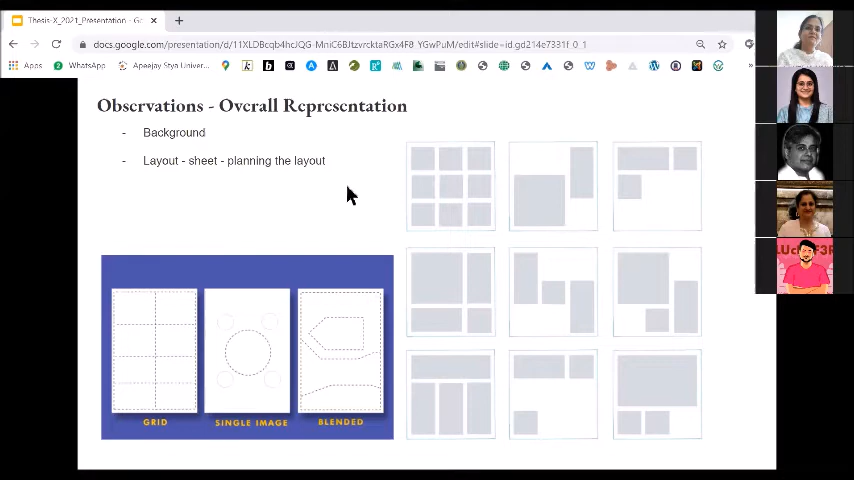 Thesis-X_2021_Presentation - Go
docs.google.com/presentation/d/11XLDBcqb4hcJQG-MniC6BJtzvrcktaRGx4F8_YGwPuM/edit#slide=id.gd214e7331f_0_1
Apps
WhatsApp
Apeejay Stya Univer...
Observations - Overall Representation
- Background
- Layout - sheet - planning the layout
GRID
SINGLE IMAGE
BLENDED